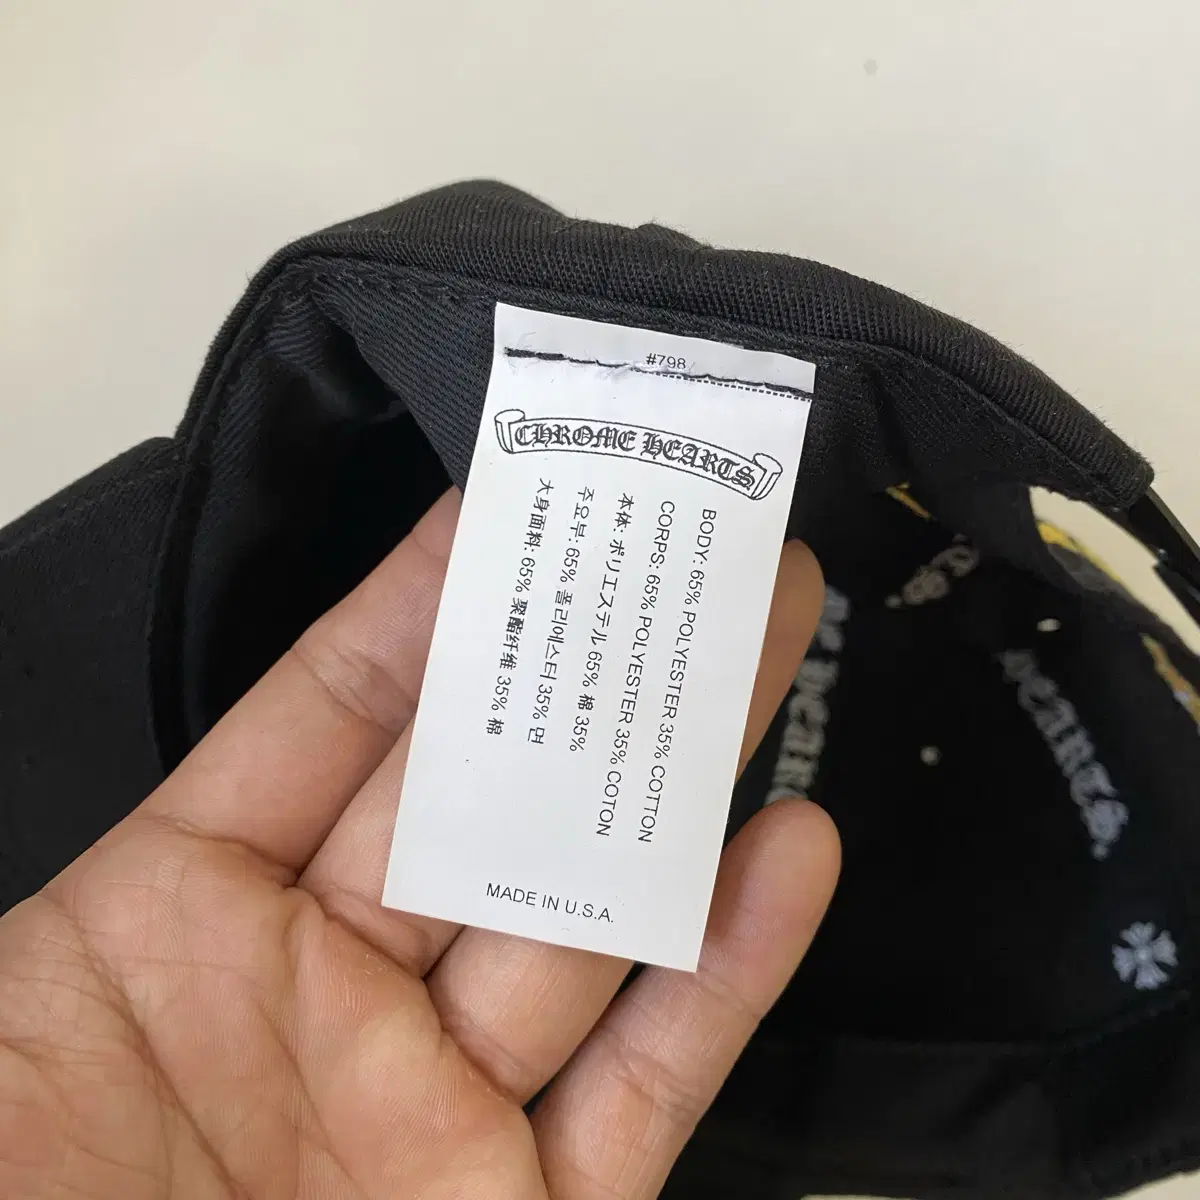 #798
CHROME HEARTS
BODY: 65% POLYESTER 35% COTTON
CORPS: 65% POLYESTER 35% COTON
本体: ポリエステル 65% 棉 35%
주요부: 65% 폴리에스터 35% 면
大身面料: 65% 聚酯纤维 35% 棉
MADE IN U.S.A.